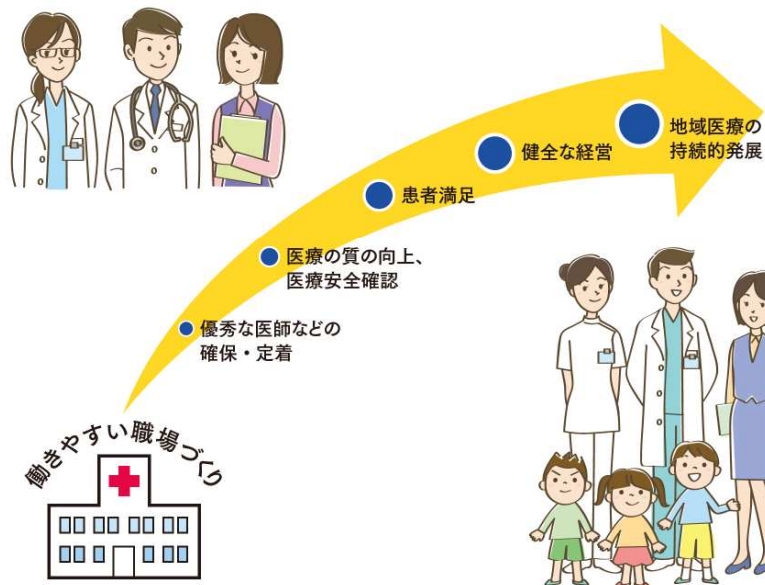 地域医療の
持続的発展
健全な経営
患者満足
医療の質の向上、
医療安全確認
優秀な医師などの
確保・定着
働きやすい職場づくり